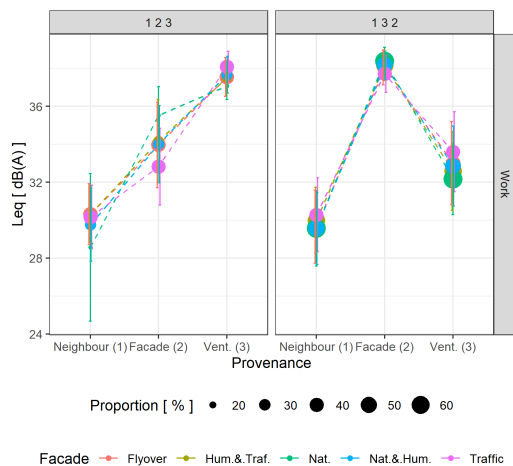 1 2 3
1 3 2
Leq [ dB(A) ]
36
32
28
24
Work
Neighbour (1) Facade (2) Vent. (3)
Neighbour (1) Facade (2) Vent. (3)
Provenance
Proportion [ % ] 20 30 40 50 60
Facade Flyover Hum.&.Traf. Nat. Nat.&.Hum. Traffic